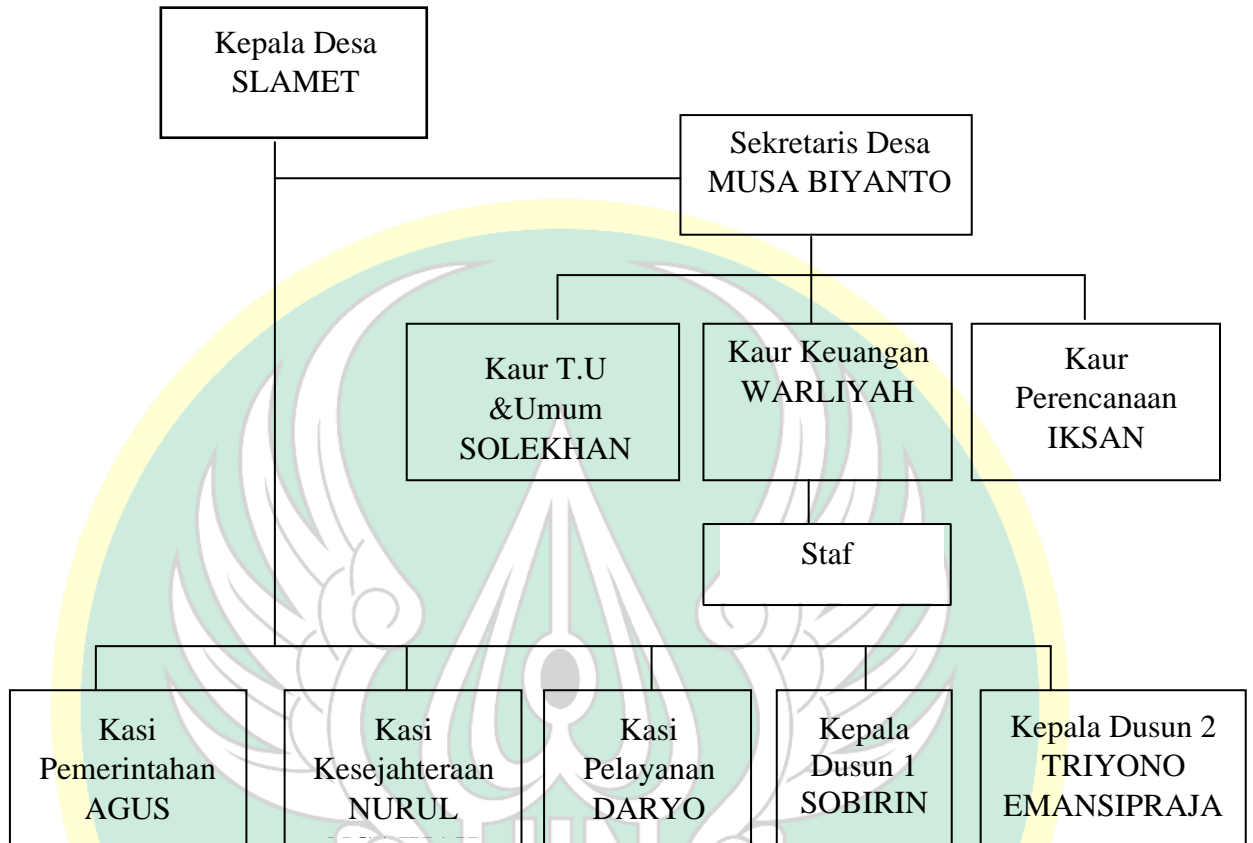 Kepala Desa
SLAMET
Sekretaris Desa
MUSA BIYANTO
Kaur T.U
&Umum
SOLEKHAN
Kaur Keuangan
WARLIYAH
Kaur
Perencanaan
IKSAN
Staf
Kasi
Pemerintahan
AGUS
Kasi
Kesejahteraan
NURUL
Kasi
Pelayanan
DARYO
Kepala
Dusun 1
SOBIRIN
Kepala Dusun 2
TRIYONO
EMANSIPRAJA